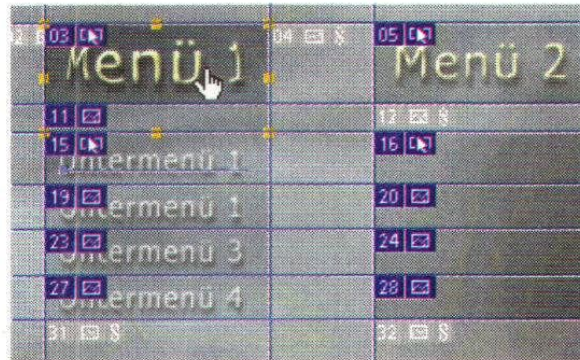 03 04 05
Menü 1 Menü 2
11 12
15 16
Untermenü 1
19 20
Untermenü 1
23 24
Untermenü 3
27 28
Untermenü 4
31 32